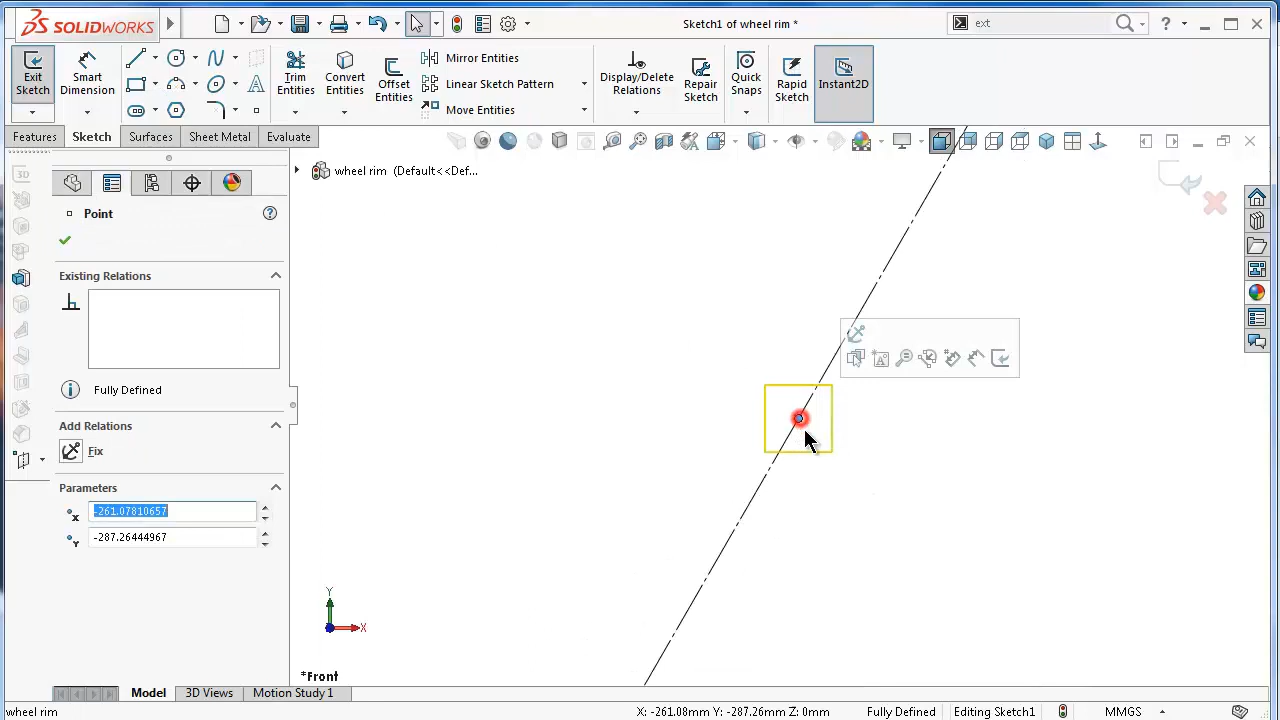 SOLIDWORKS
Sketch1 of wheel rim *
ext
Exit Sketch
Smart Dimension
Trim Entities
Convert Entities
Offset Entities
Mirror Entities
Linear Sketch Pattern
Move Entities
Display/Delete Relations
Repair Sketch
Quick Snaps
Rapid Sketch
Instant2D
Features
Sketch
Surfaces
Sheet Metal
Evaluate
wheel rim (Default<<Def...
Point
Existing Relations
Fully Defined
Add Relations
Fix
Parameters
X
-261.07810657
Y
-287.26444967
Y
X
*Front
Model
3D Views
Motion Study 1
wheel rim
X: -261.08mm Y: -287.26mm Z: 0mm
Fully Defined
Editing Sketch1
MMGS